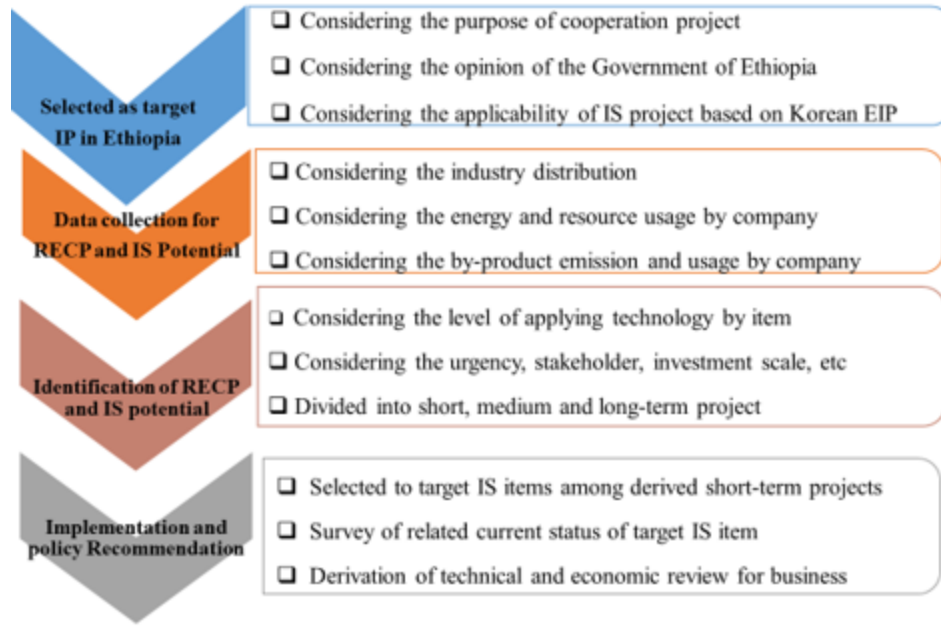 Selected as target
IP in Ethiopia
❑ Considering the purpose of cooperation project
❑ Considering the opinion of the Government of Ethiopia
❑ Considering the applicability of IS project based on Korean EIP
Data collection for
RECP and IS Potential
❑ Considering the industry distribution
❑ Considering the energy and resource usage by company
❑ Considering the by-product emission and usage by company
Identification of RECP
and IS potential
❑ Considering the level of applying technology by item
❑ Considering the urgency, stakeholder, investment scale, etc
❑ Divided into short, medium and long-term project
Implementation and
policy Recommendation
❑ Selected to target IS items among derived short-term projects
❑ Survey of related current status of target IS item
❑ Derivation of technical and economic review for business